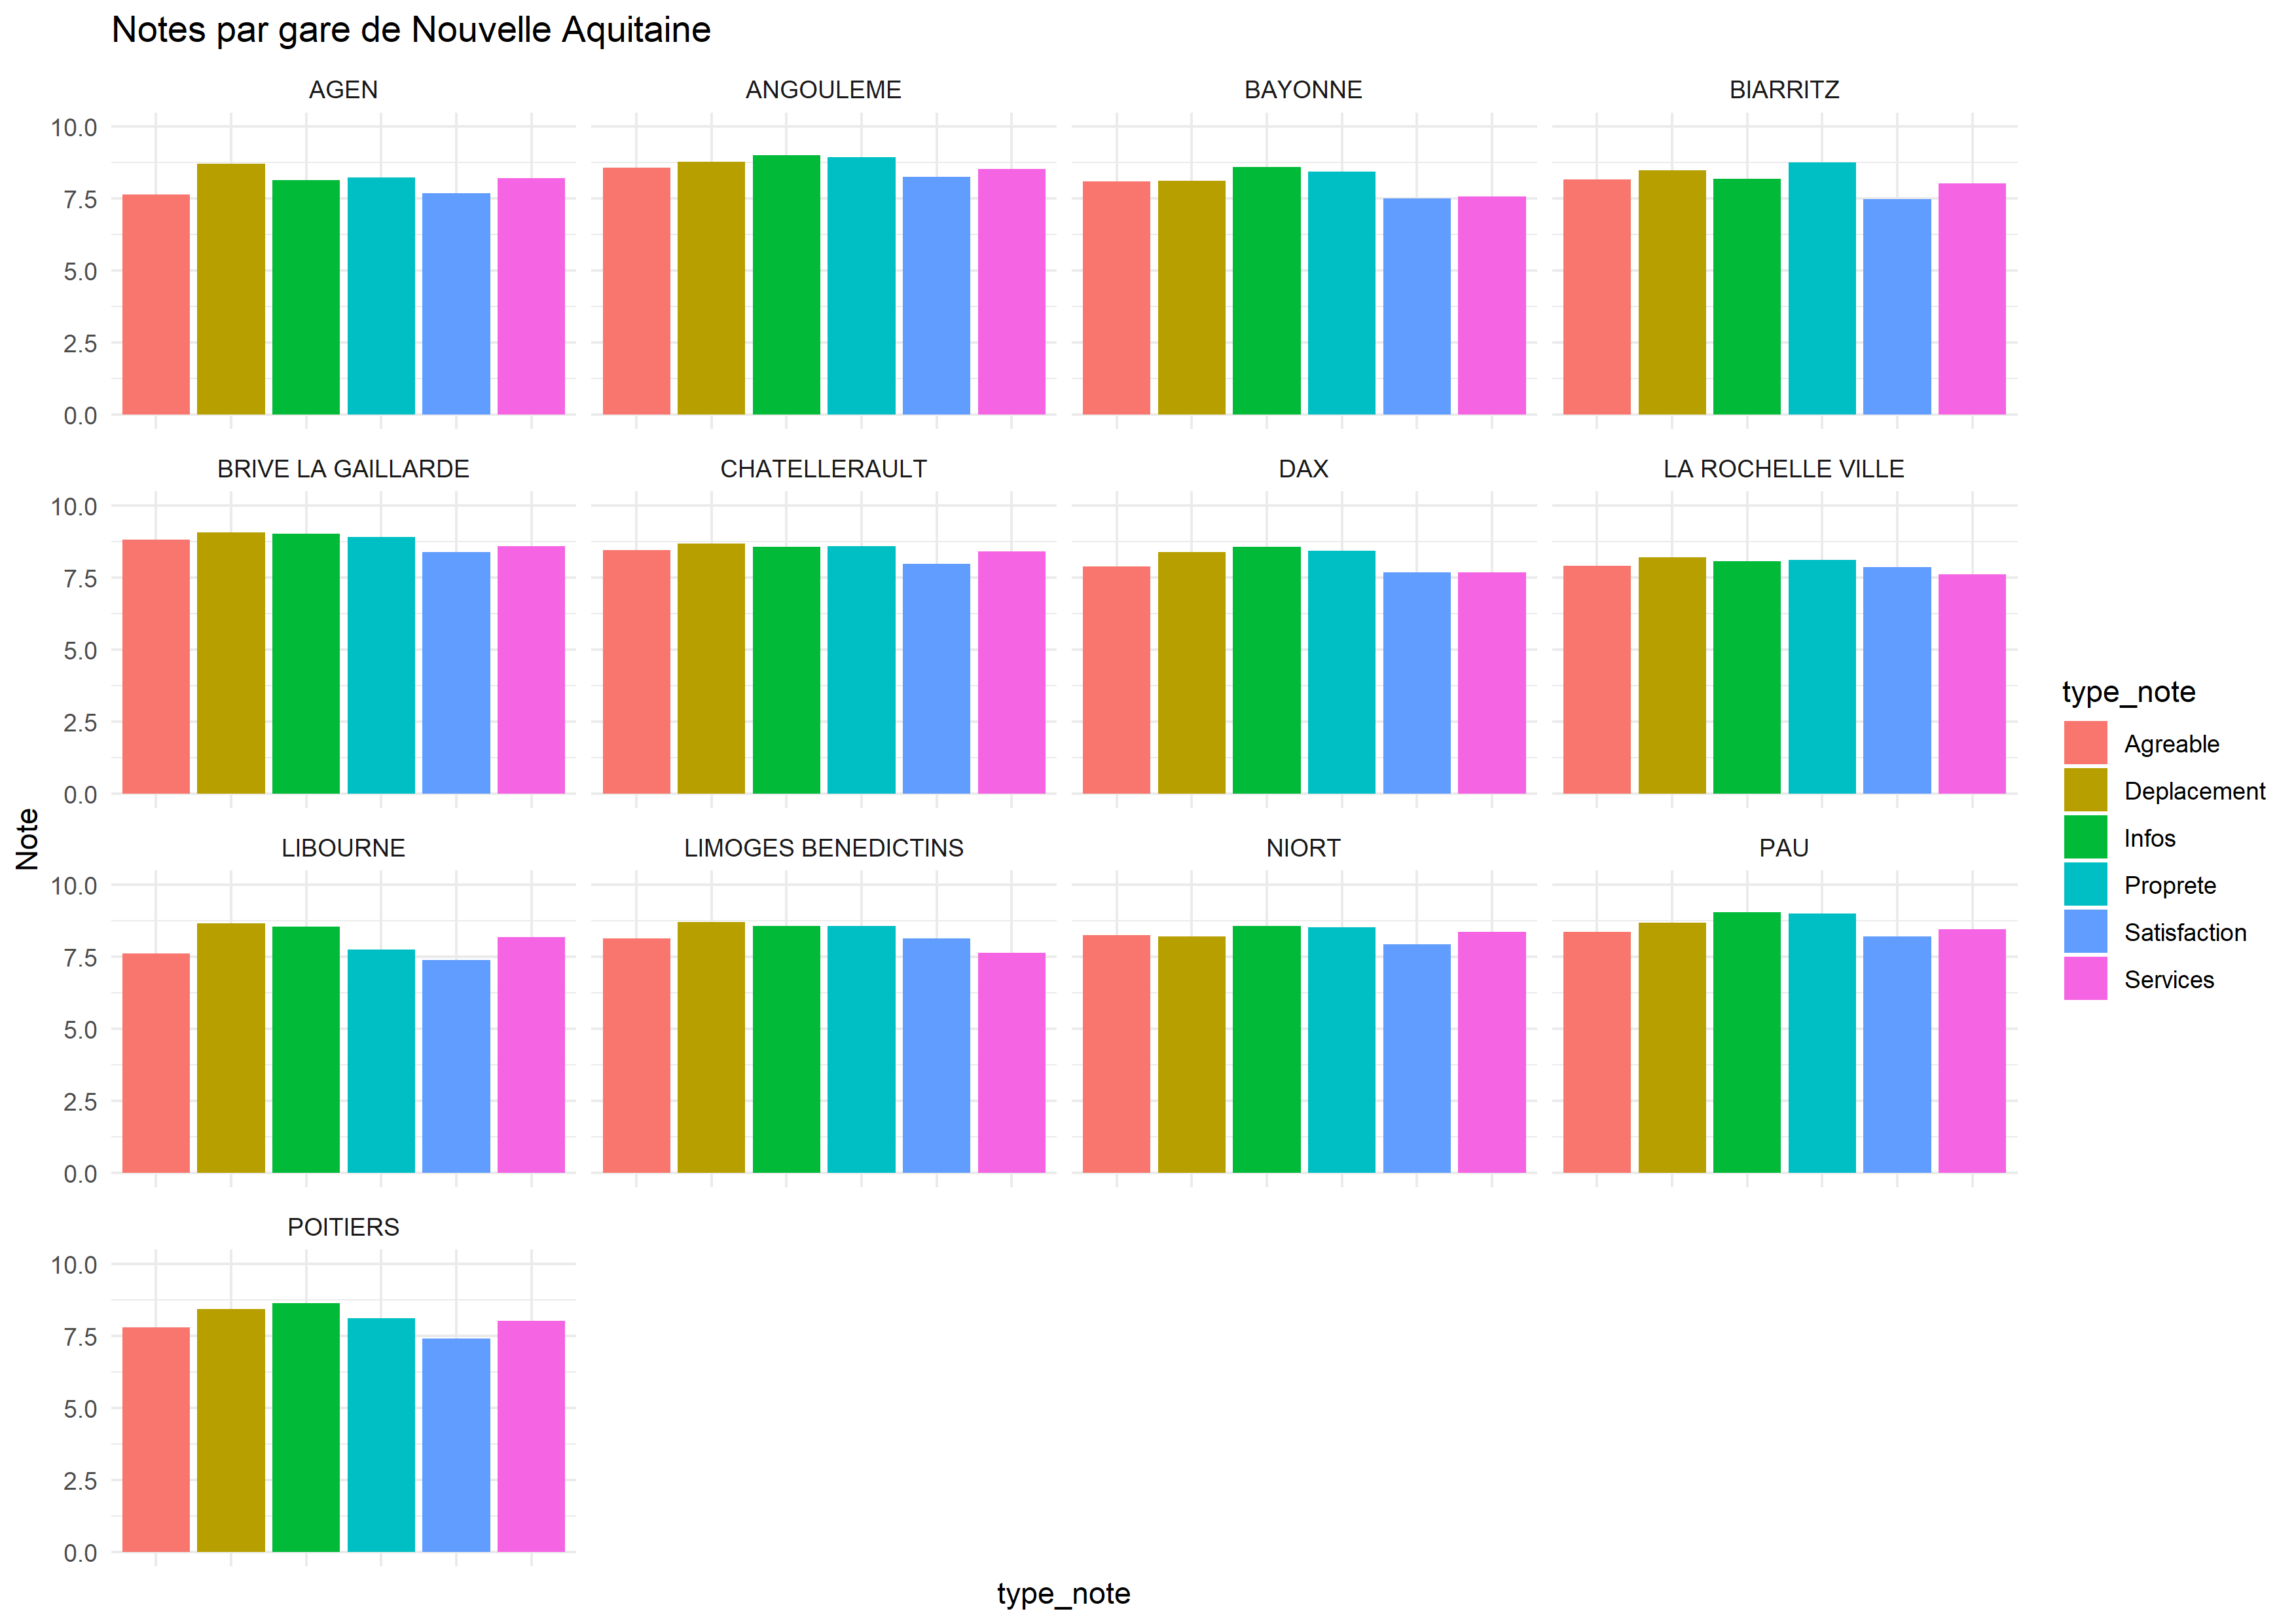 Notes par gare de Nouvelle Aquitaine
AGEN
ANGOULEME
BAYONNE
BIARRITZ
10.0
7.5
5.0
2.5
0.0
BRIVE LA GAILLARDE
CHATELLERAULT
DAX
LA ROCHELLE VILLE
10.0
7.5
5.0
2.5
0.0
LIBOURNE
LIMOGES BENEDICTINS
NIORT
PAU
10.0
7.5
5.0
2.5
0.0
POITIERS
10.0
7.5
5.0
2.5
0.0
Note
type_note
type_note
Agreable
Deplacement
Infos
Proprete
Satisfaction
Services